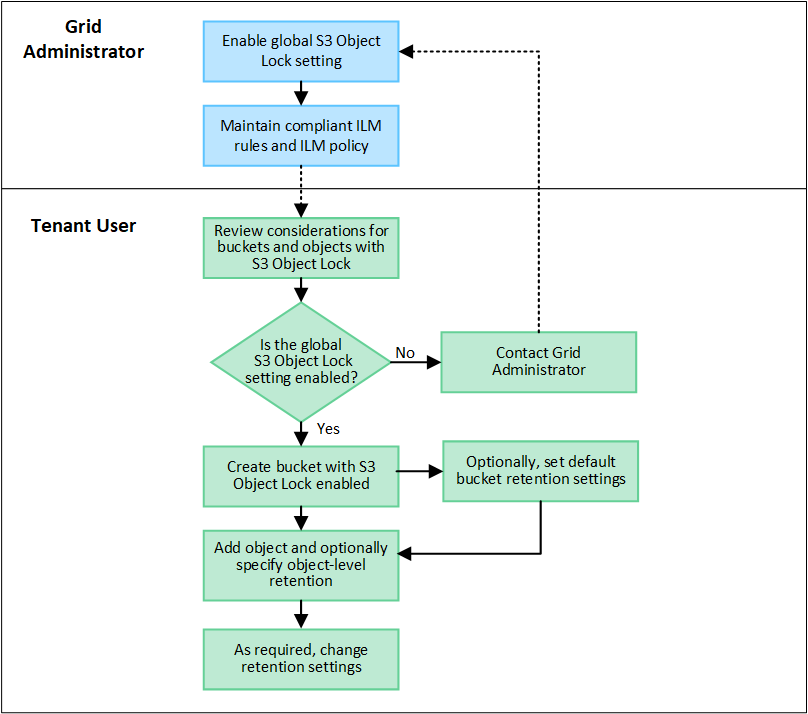 Grid
Administrator
Enable global S3 Object
Lock setting
Maintain compliant ILM
rules and ILM policy
Tenant User
Review considerations for
buckets and objects with
S3 Object Lock
Is the global
S3 Object Lock
setting enabled?
No
Contact Grid
Administrator
Yes
Create bucket with S3
Object Lock enabled
Optionally, set default
bucket retention settings
Add object and optionally
specify object-level
retention
As required, change
retention settings